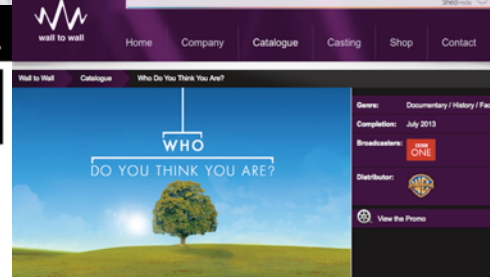 wall to wall
Home Company Catalogue Casting Shop Contact
Wall to Wall Catalogue Who Do You Think You Are?
WHO
DO YOU THINK YOU ARE?
Genre: Documentary / History /
Completion: July 2013
Broadcasters: BBC ONE
Distributor: WB
View the Promo